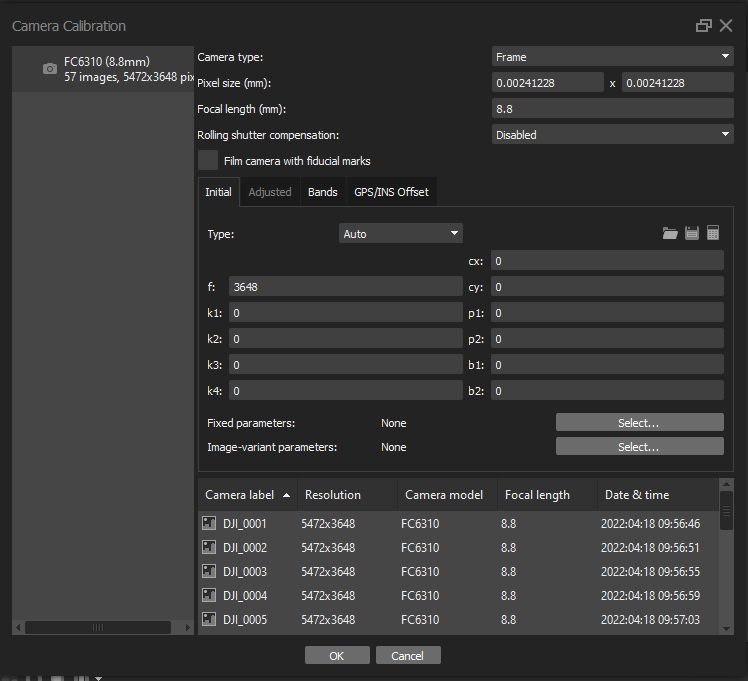 Camera Calibration
FC6310 (8.8mm)
57 images, 5472x3648 pix
Camera type: Frame
Pixel size (mm): 0.00241228 x 0.00241228
Focal length (mm): 8.8
Rolling shutter compensation: Disabled
Film camera with fiducial marks
Initial Adjusted Bands GPS/INS Offset
Type: Auto
cx: 0
f: 3648 cy: 0
k1: 0 p1: 0
k2: 0 p2: 0
k3: 0 b1: 0
k4: 0 b2: 0
Fixed parameters: None Select...
Image-variant parameters: None Select...
Camera label Resolution Camera model Focal length Date & time
DJI_0001 5472x3648 FC6310 8.8 2022:04:18 09:56:46
DJI_0002 5472x3648 FC6310 8.8 2022:04:18 09:56:51
DJI_0003 5472x3648 FC6310 8.8 2022:04:18 09:56:55
DJI_0004 5472x3648 FC6310 8.8 2022:04:18 09:56:59
DJI_0005 5472x3648 FC6310 8.8 2022:04:18 09:57:03
OK Cancel